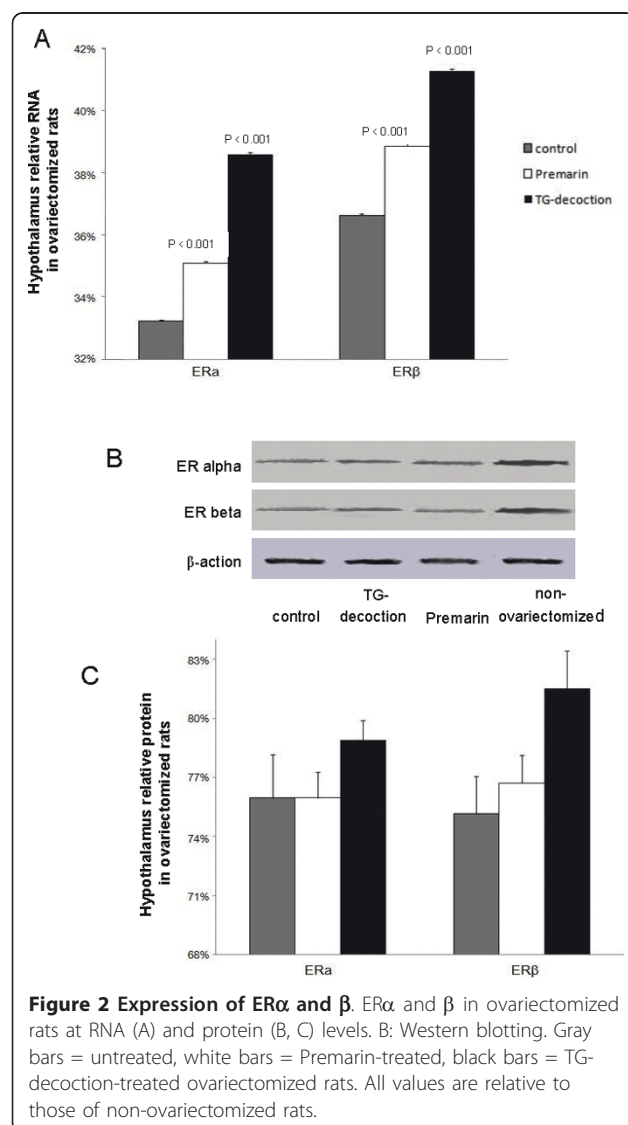 A
Hypothalamus relative RNA
in ovariectomized rats
42%
40%
38%
36%
34%
32%
P < 0.001
P < 0.001
P < 0.001
P < 0.001
ERa
ERβ
control
Premarin
TG-decoction
B
ER alpha
ER beta
β-action
control
TG-
decoction
Premarin
non-
ovariectomized
C
Hypothalamus relative protein
in ovariectomized rats
83%
80%
77%
74%
71%
68%
ERa
ERβ
Figure 2 Expression of ERα and β. ERα and β in ovariectomized
rats at RNA (A) and protein (B, C) levels. B: Western blotting. Gray
bars = untreated, white bars = Premarin-treated, black bars = TG-
decoction-treated ovariectomized rats. All values are relative to
those of non-ovariectomized rats.